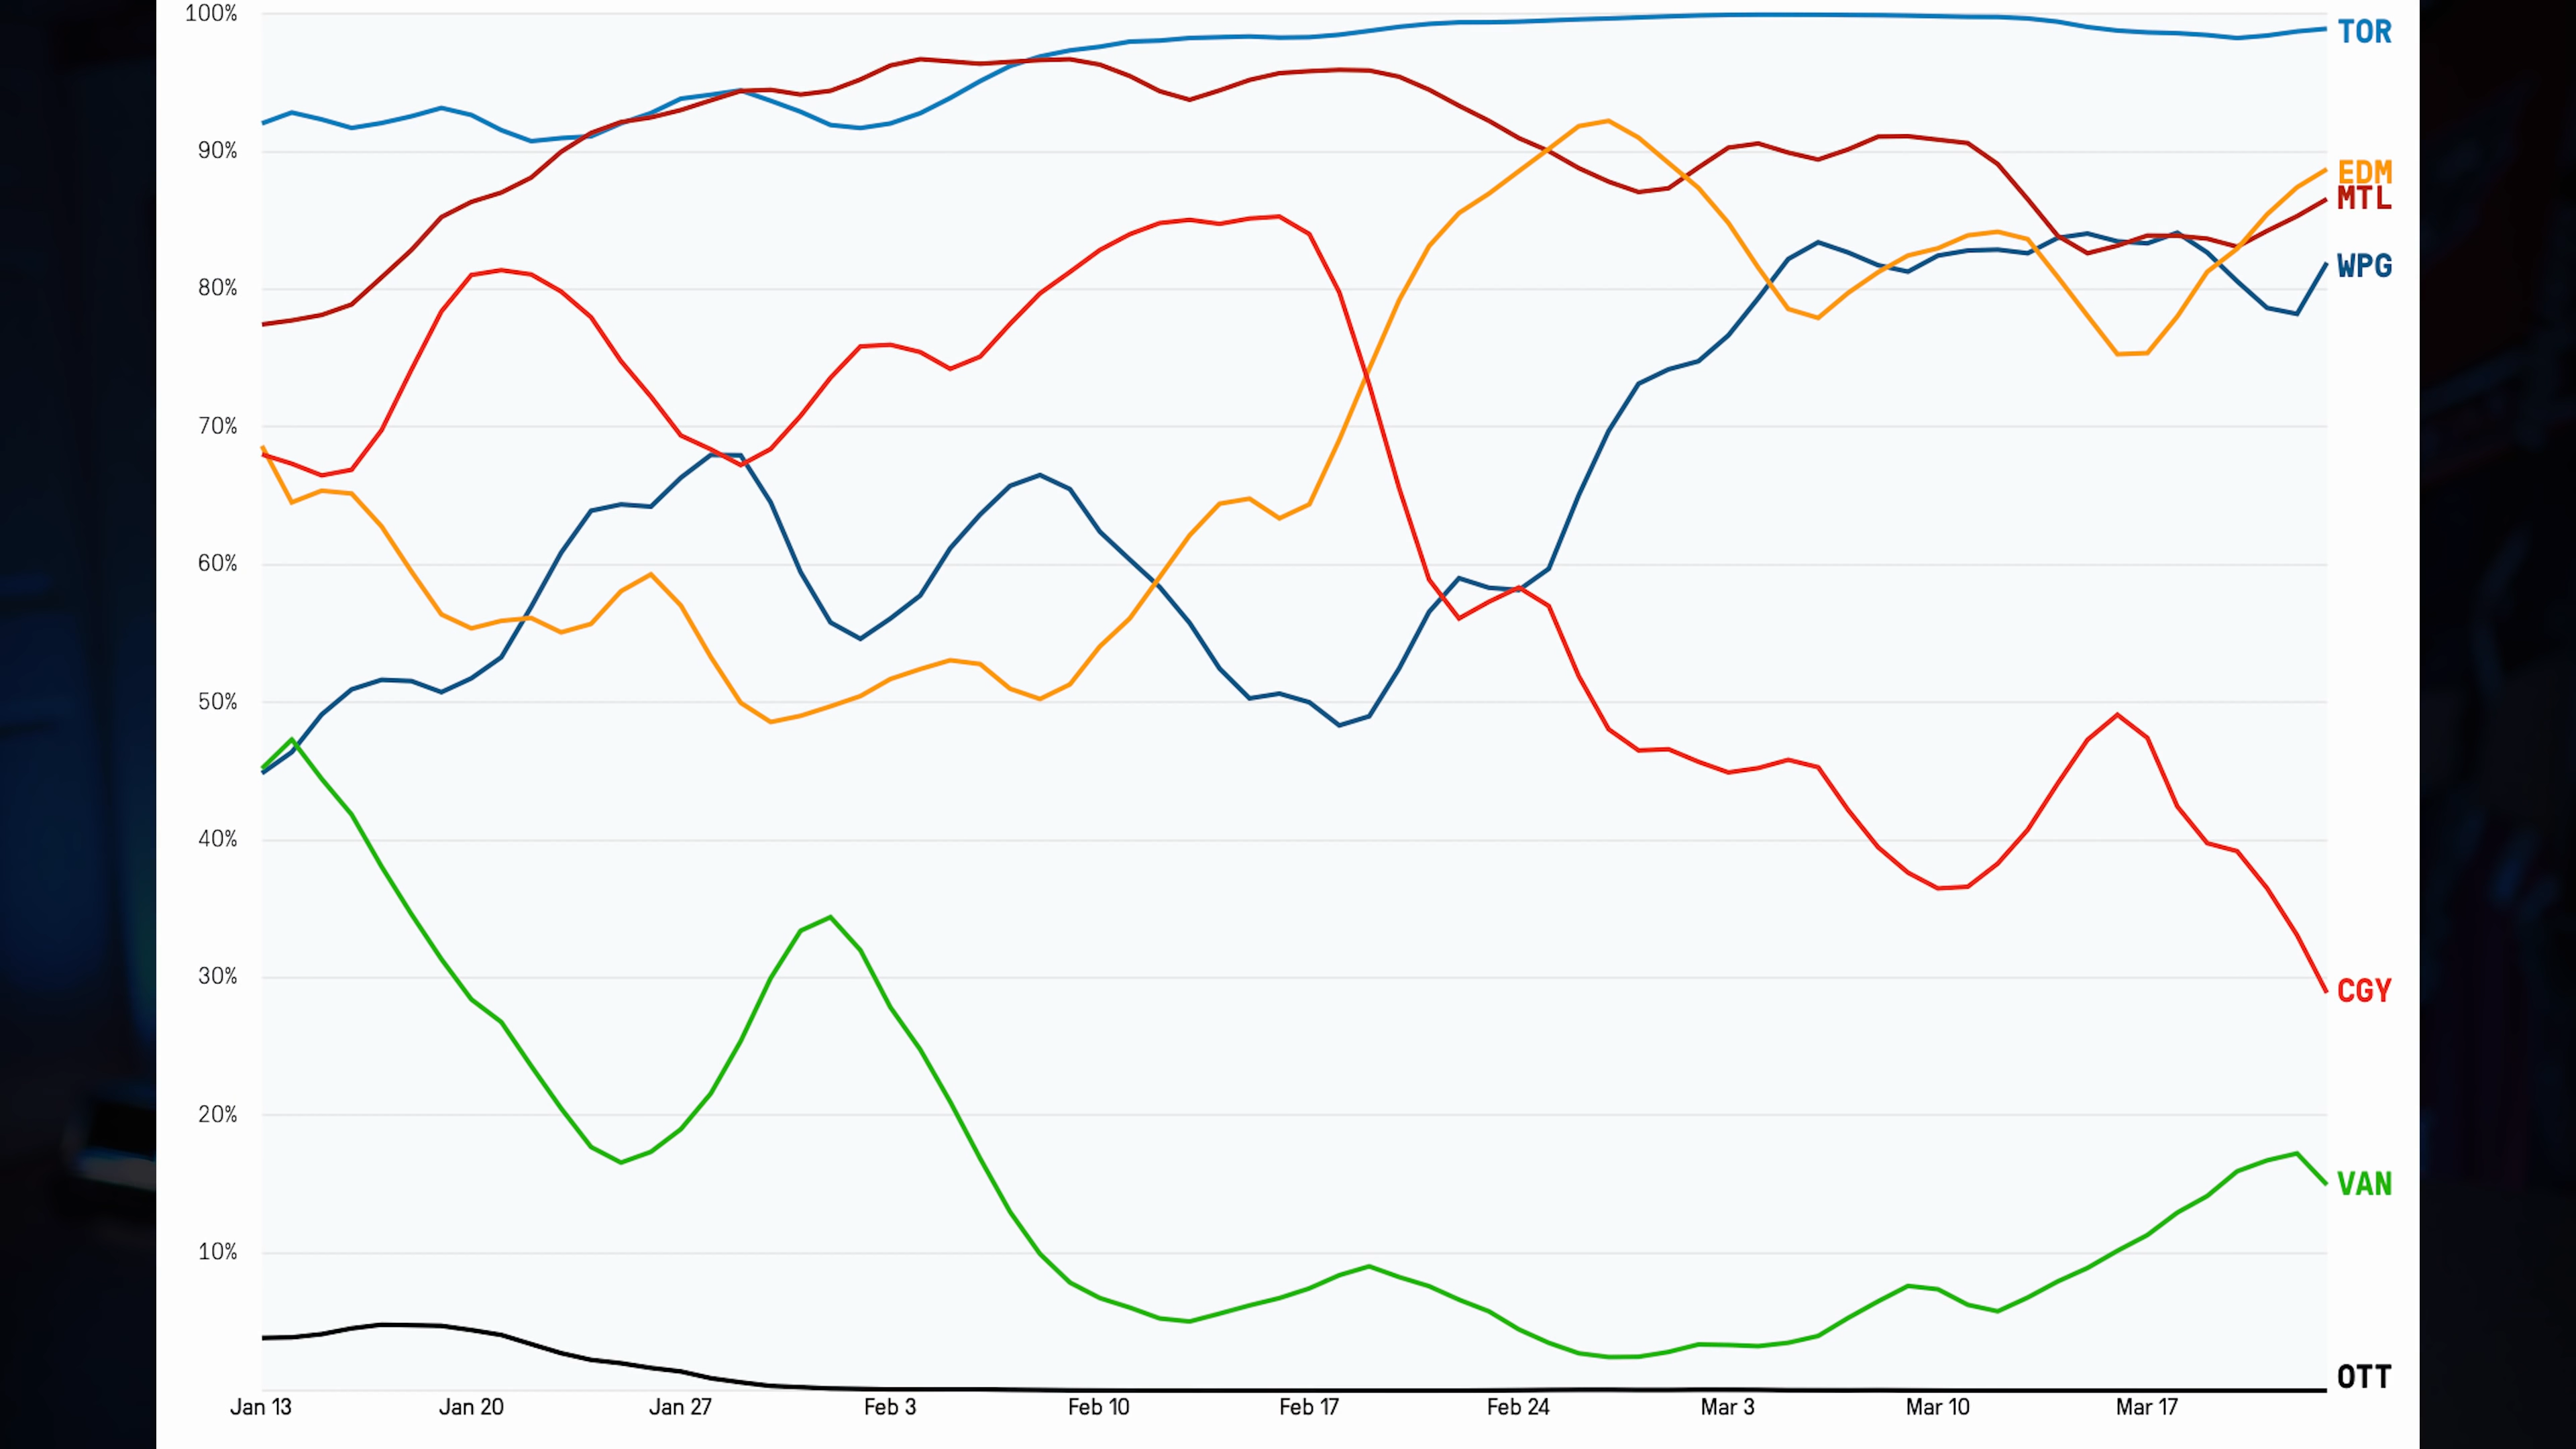 100%
TOR
90%
EDM
MTL
80%
WPG
70%
60%
50%
40%
30%
CGY
20%
VAN
10%
OTT
Jan 13 Jan 20 Jan 27 Feb 3 Feb 10 Feb 17 Feb 24 Mar 3 Mar 10 Mar 17